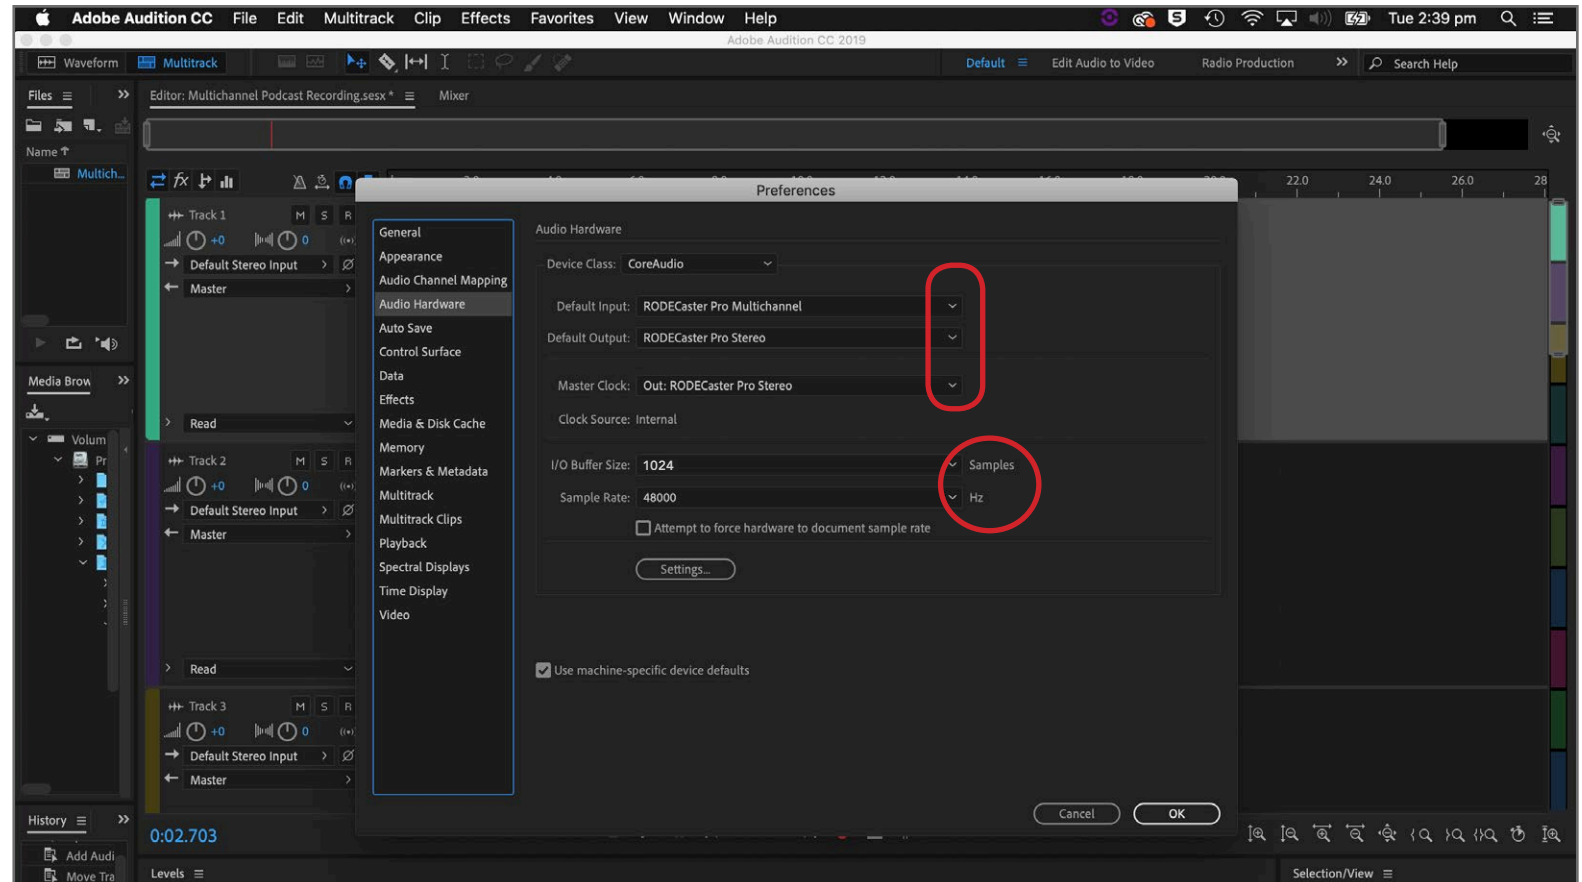 Adobe Audition CC File Edit Multitrack Clip Effects Favorites View Window Help Tue 2:39 pm
Adobe Audition CC 2019
Waveform Multitrack Default Edit Audio to Video Radio Production Search Help
Files Editor: Multichannel Podcast Recording.sesx * Mixer
Name
Multich...
fx
22.0 24.0 26.0 28
Preferences
Track 1 M S R
+0 0
Default Stereo Input
Master
Read
Track 2 M S R
+0 0
Default Stereo Input
Master
Read
Track 3 M S R
+0 0
Default Stereo Input
Master
Media Brow
Volum
Pr
General
Appearance
Audio Channel Mapping
Audio Hardware
Auto Save
Control Surface
Data
Effects
Media & Disk Cache
Memory
Markers & Metadata
Multitrack
Multitrack Clips
Playback
Spectral Displays
Time Display
Video
Audio Hardware
Device Class: CoreAudio
Default Input: RODECaster Pro Multichannel
Default Output: RODECaster Pro Stereo
Master Clock: Out: RODECaster Pro Stereo
Clock Source: Internal
I/O Buffer Size: 1024 Samples
Sample Rate: 48000 Hz
Attempt to force hardware to document sample rate
Settings...
Use machine-specific device defaults
Cancel OK
History
0:02.703
Add Audi
Move Tra
Levels
Selection/View